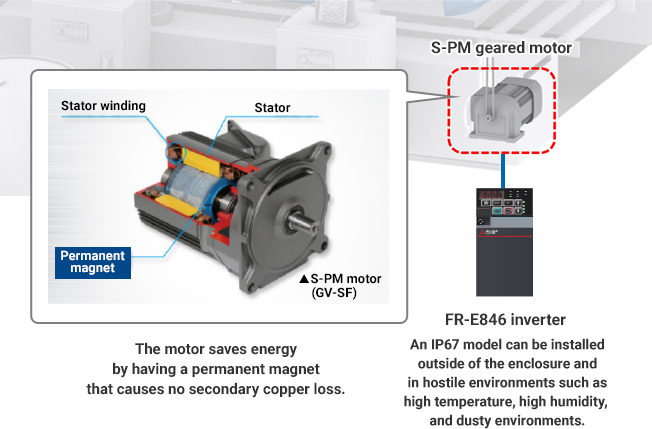 S-PM geared motor
Stator winding
Stator
Permanent
magnet
▲S-PM motor
(GV-SF)
The motor saves energy
by having a permanent magnet
that causes no secondary copper loss.
FR-E846 inverter
An IP67 model can be installed
outside of the enclosure and
in hostile environments such as
high temperature, high humidity,
and dusty environments.